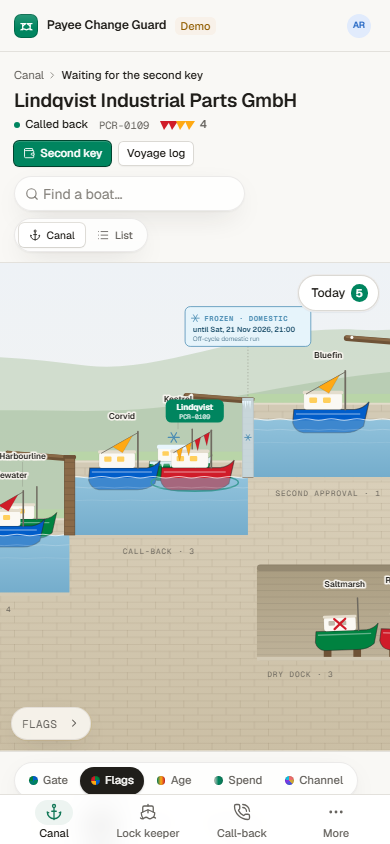 Payee Change Guard Demo AR
Canal > Waiting for the second key
Lindqvist Industrial Parts GmbH
Called back PCR-0109 4
Second key Voyage log
Find a boat...
Canal List
Today 5
FROZEN · DOMESTIC
until Sat, 21 Nov 2026, 21:00
Off-cycle domestic run
Bluefin
Kestrel
Lindqvist
PCR-0109
Corvid
Harbourline
ewater
SECOND APPROVAL · 1
CALL-BACK · 3
Saltmarsh
R
4
DRY DOCK · 3
FLAGS >
Gate Flags Age Spend Channel
Canal Lock keeper Call-back More